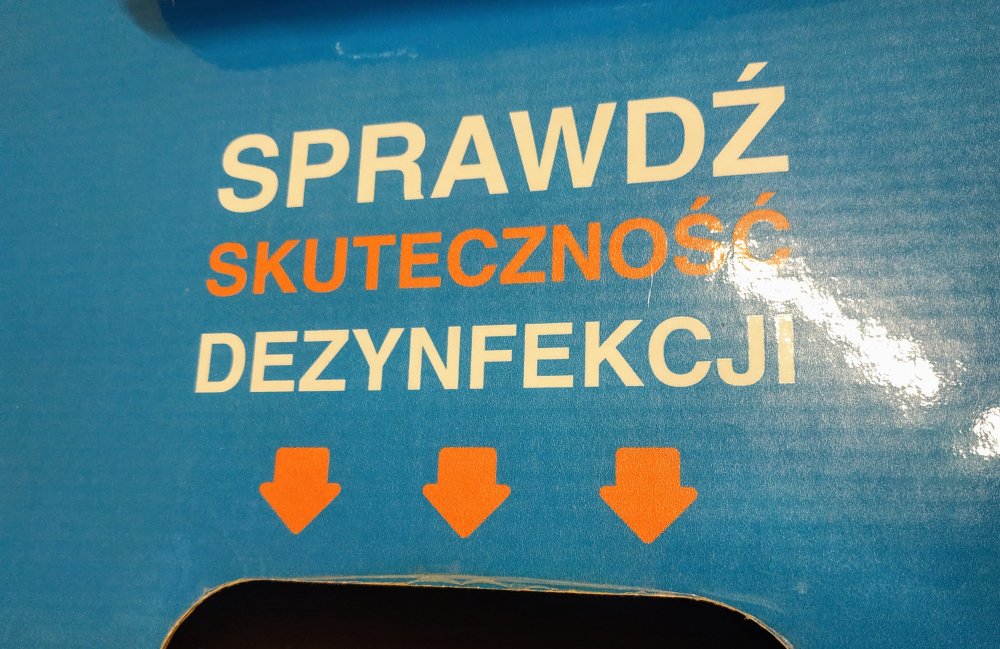 SPRAWDŹ
SKUTECZNOŚĆ
DEZYNFEKCJI